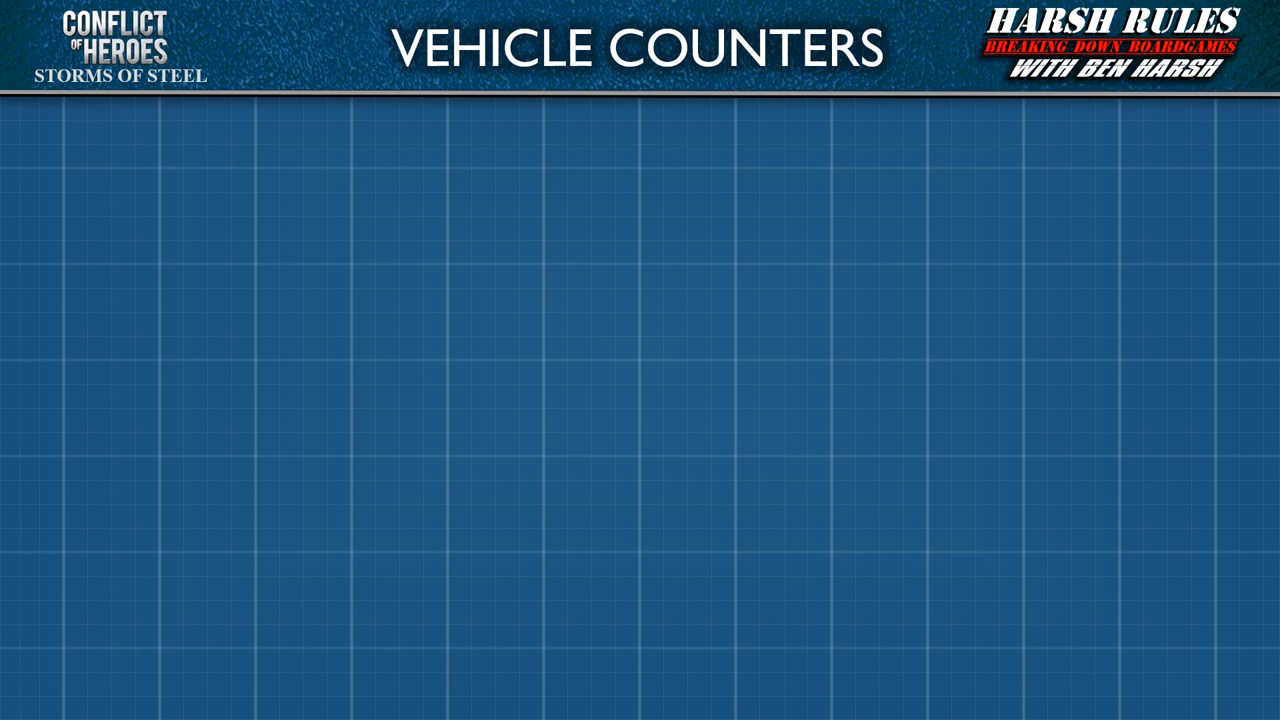 CONFLICT
OF HEROES
STORMS OF STEEL
VEHICLE COUNTERS
HARSH RULES
BREAKING DOWN BOARDGAMES
WITH BEN HARSH